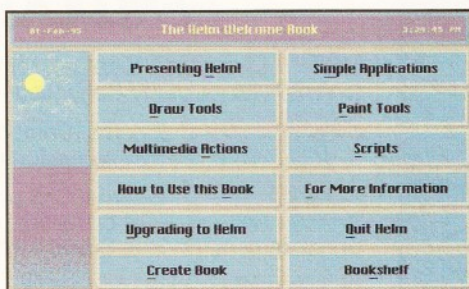 01-Feb-95 The Helm Welcome Book 3:29:45 PM
Presenting Helm! Simple Applications
Draw Tools Paint Tools
Multimedia Actions Scripts
How to Use this Book For More Information
Upgrading to Helm Quit Helm
Create Book Bookshelf